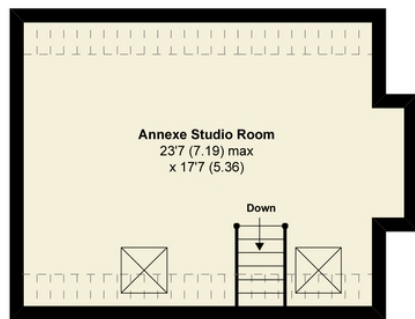 Annexe Studio Room
23'7 (7.19) max
x 17'7 (5.36)
Down